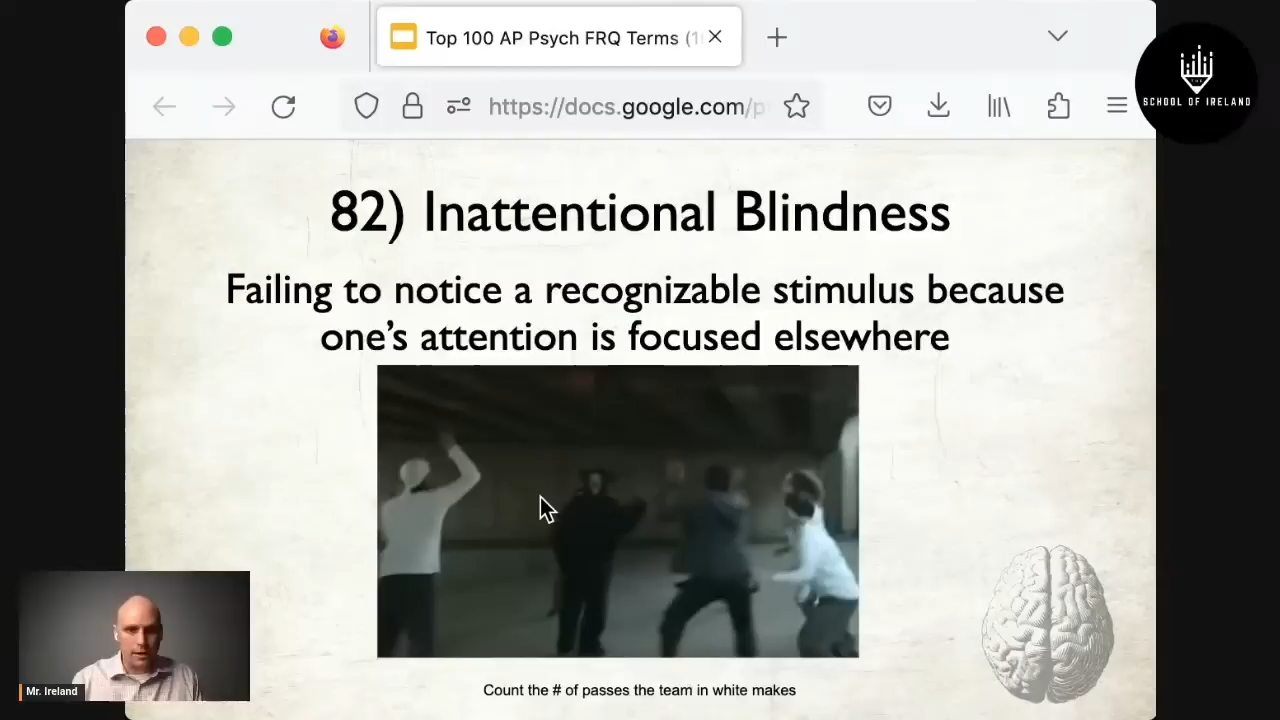 Top 100 AP Psych FRQ Terms (1
https://docs.google.com/p
THE
SCHOOL OF IRELAND
82) Inattentional Blindness
Failing to notice a recognizable stimulus because
one’s attention is focused elsewhere
Mr. Ireland
Count the # of passes the team in white makes